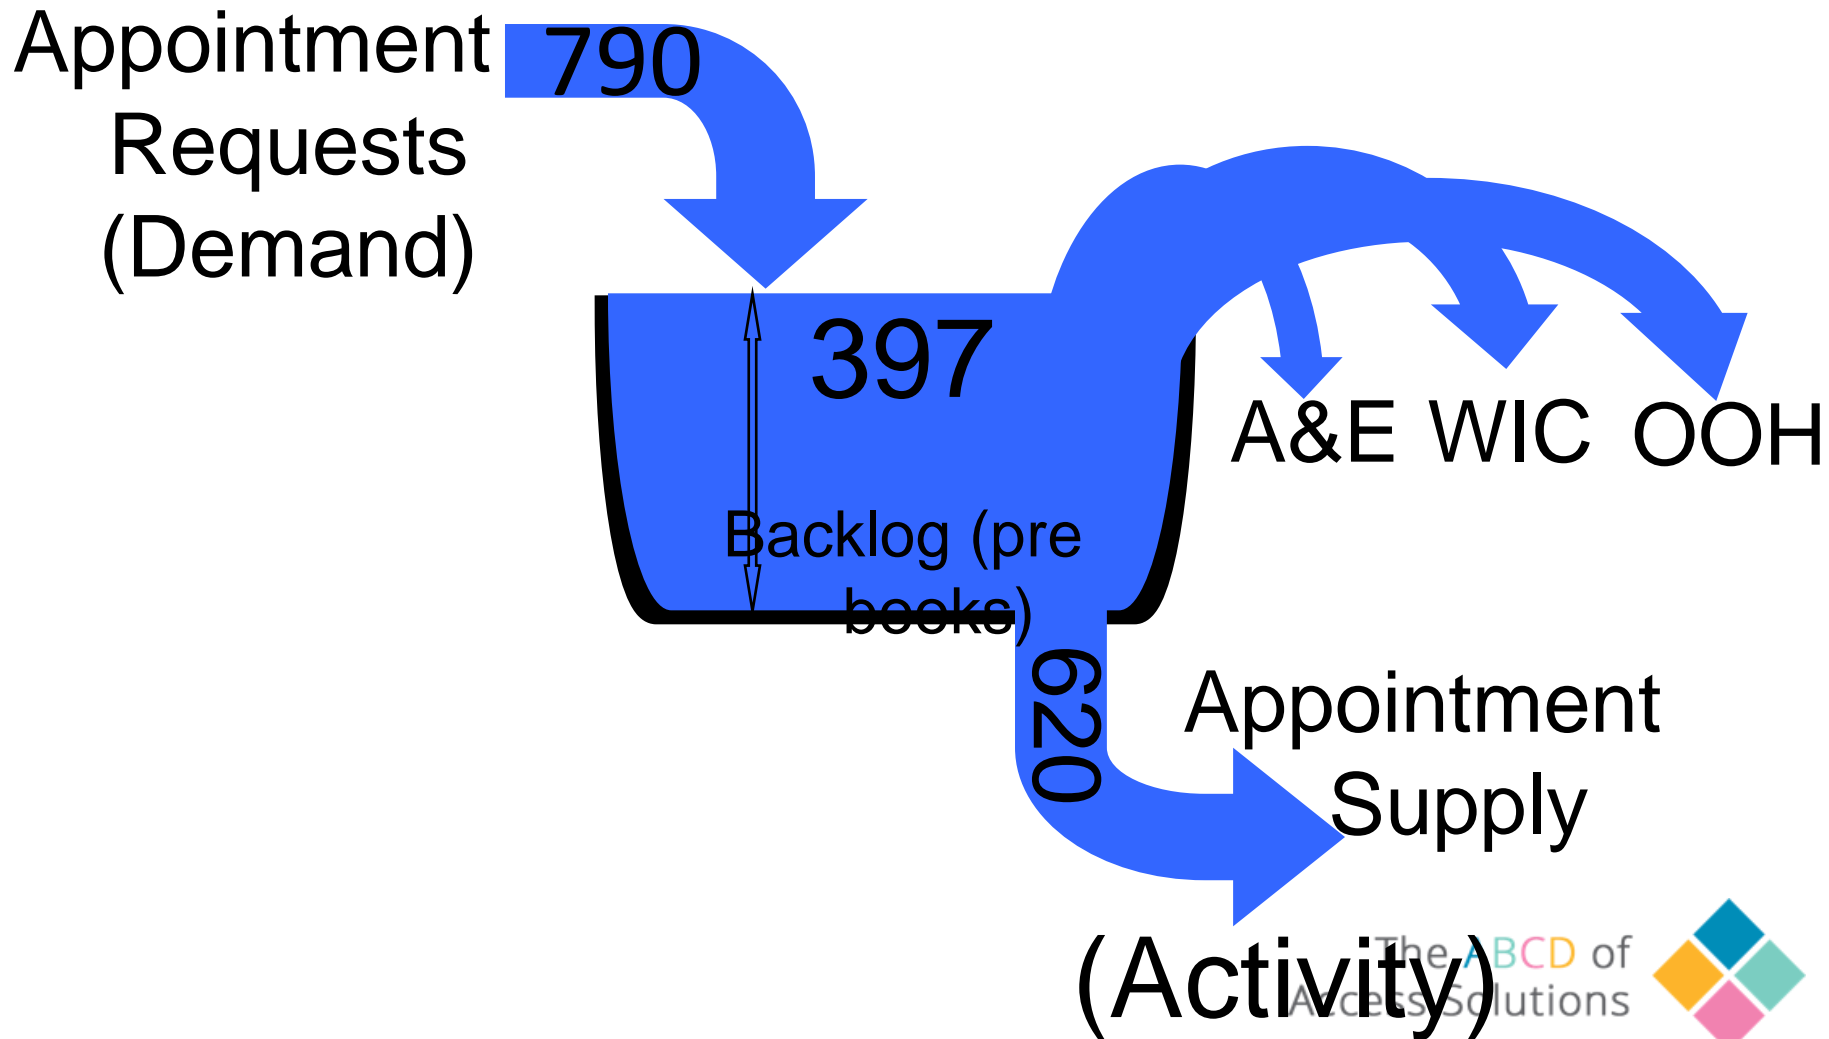 Appointment
Requests
(Demand)
790
397
Backlog (pre
books)
A&E WIC OOH
620
Appointment
Supply
(Activity)
The ABCD of
Access Solutions